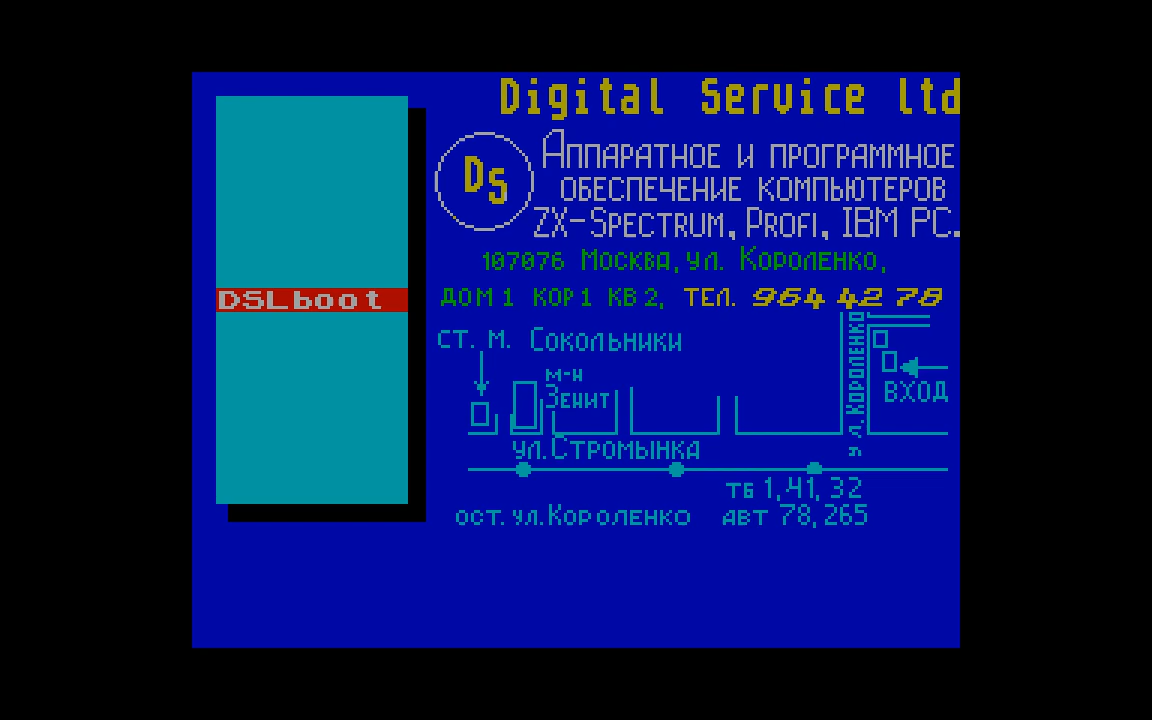 Digital Service ltd
DS
Аппаратное и программное
обеспечение компьютеров
ZX-Spectrum, Profi, IBM PC.
107076 Москва, ул. Короленко,
DSLboot
дом 1 кор 1 кв 2, тел. 964 42 78
ст. м. Сокольники
ул. Короленко
м-н
Зенит
вход
ул. Стромынка
тб 1, 41, 32
ост. ул. Короленко авт 78, 265